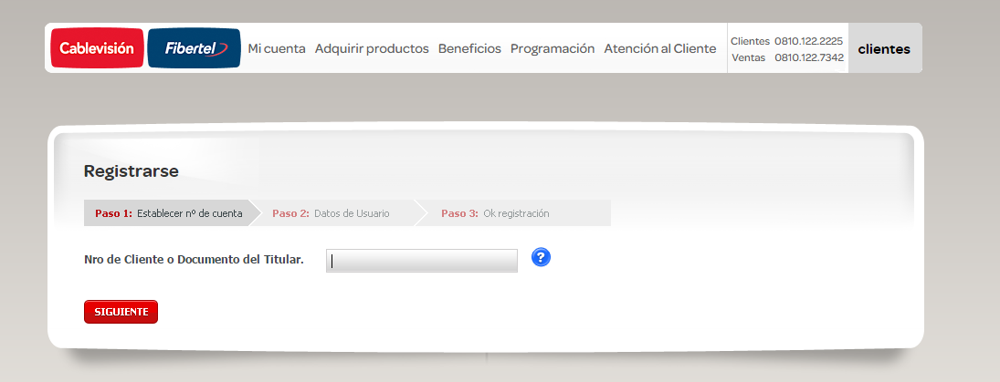 Cablevisión Fibertel Mi cuenta Adquirir productos Beneficios Programación Atención al Cliente
Clientes 0810.122.2225
Ventas 0810.122.7342
clientes
Registrarse
Paso 1: Establecer nº de cuenta Paso 2: Datos de Usuario Paso 3: Ok registración
Nro de Cliente o Documento del Titular. ?
SIGUIENTE